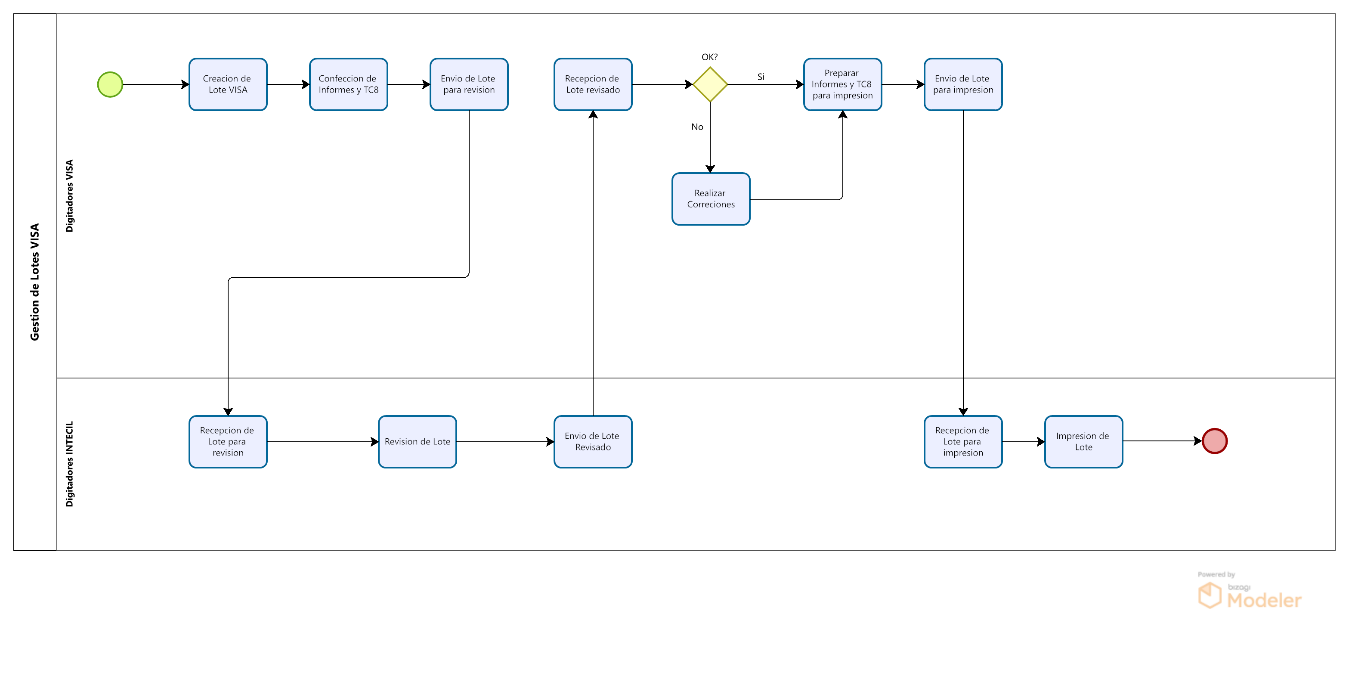 Gestion de Lotes VISA
Digitadores VISA
Creacion de
Lote VISA
Confeccion de
Informes y TC8
Envio de Lote
para revision
Recepcion de
Lote revisado
OK?
Si
No
Preparar
Informes y TC8
para impresion
Envio de Lote
para impresion
Realizar
Correciones
Digitadores INTECIL
Recepcion de
Lote para
revision
Revision de Lote
Envio de Lote
Revisado
Recepcion de
Lote para
impresion
Impresion de
Lote
Powered by
bizagi
Modeler